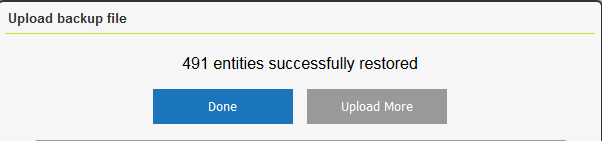 Upload backup file
491 entities successfully restored
Done
Upload More